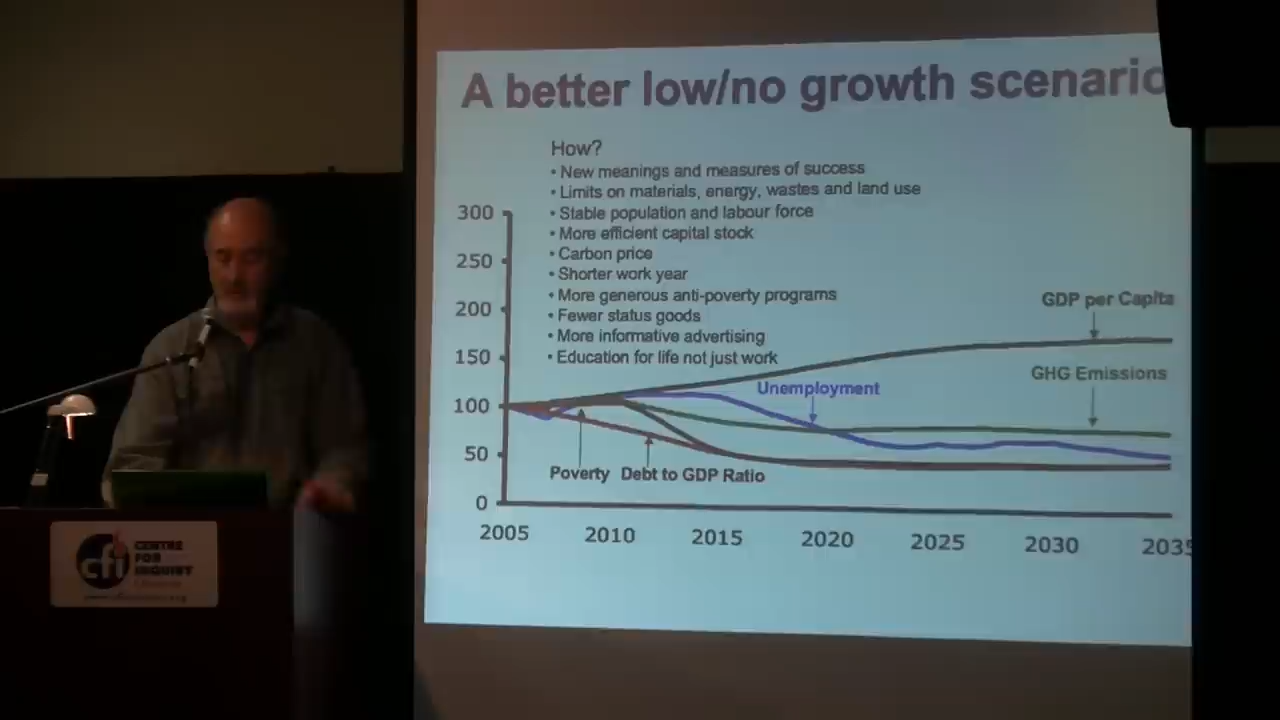 A better low/no growth scenario
How?
• New meanings and measures of success
• Limits on materials, energy, wastes and land use
• Stable population and labour force
• More efficient capital stock
• Carbon price
• Shorter work year
• More generous anti-poverty programs
• Fewer status goods
• More informative advertising
• Education for life not just work
300
250
200
150
100
50
0
GDP per Capita
GHG Emissions
Unemployment
Poverty
Debt to GDP Ratio
2005 2010 2015 2020 2025 2030 2035
cfi
CENTRE
FOR
INQUIRY